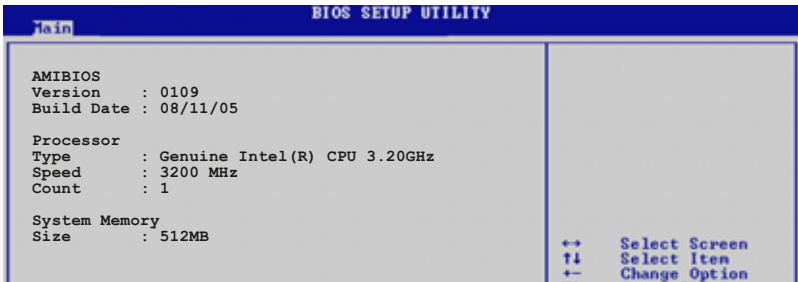 BIOS SETUP UTILITY
Main
AMIBIOS
Version : 0109
Build Date : 08/11/05
Processor
Type : Genuine Intel(R) CPU 3.20GHz
Speed : 3200 MHz
Count : 1
System Memory
Size : 512MB
↔ Select Screen
↑↓ Select Item
+- Change Option